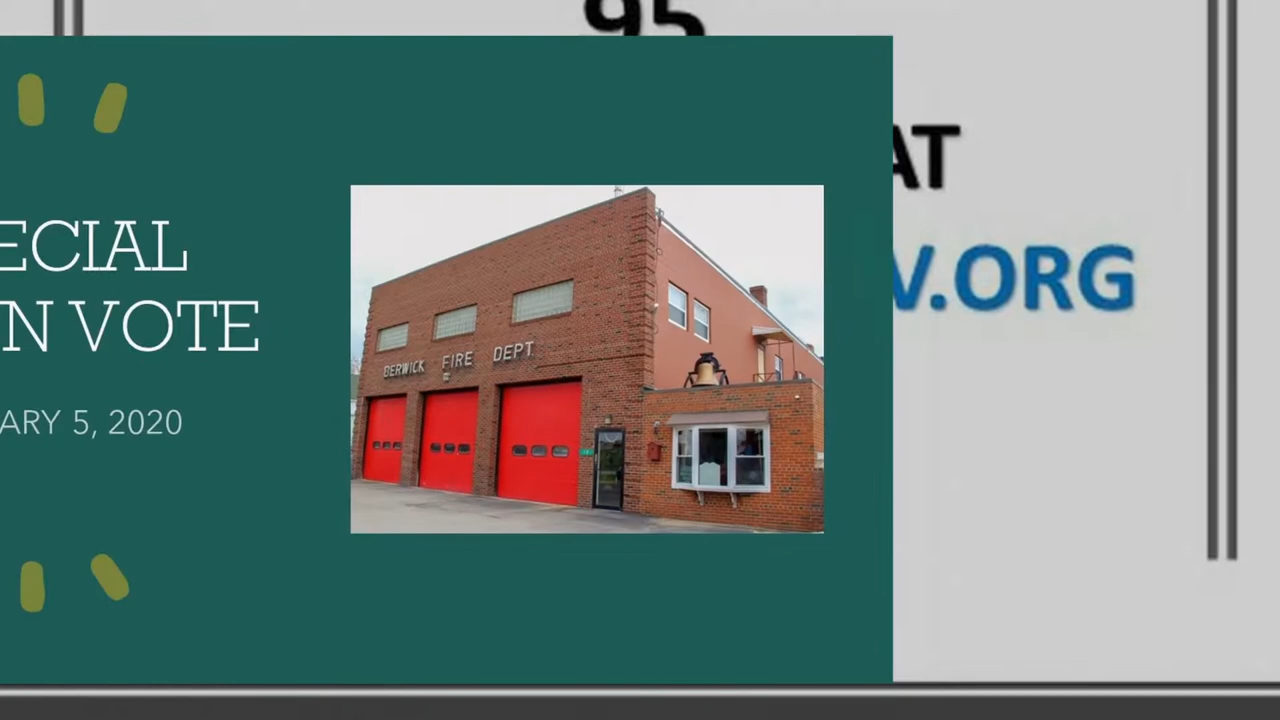 95
AT
V.ORG
ECIAL
N VOTE
ARY 5, 2020
BERWICK FIRE DEPT